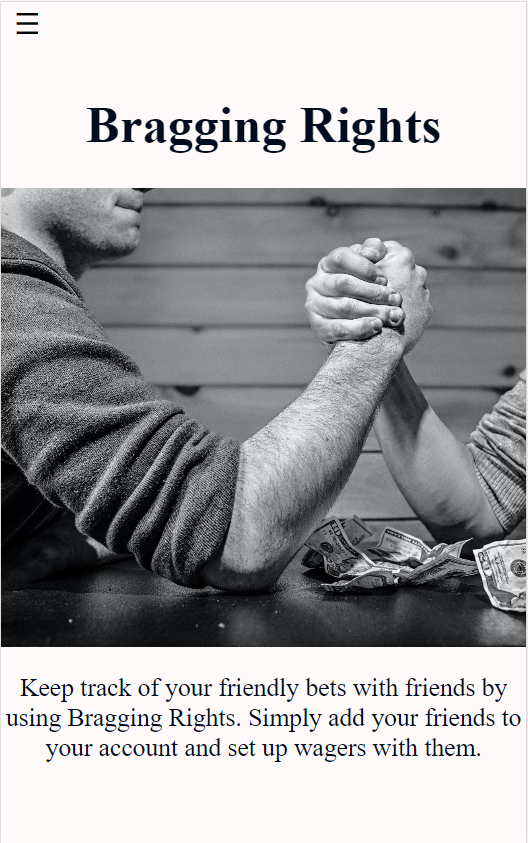 Bragging Rights
Keep track of your friendly bets with friends by
using Bragging Rights. Simply add your friends to
your account and set up wagers with them.